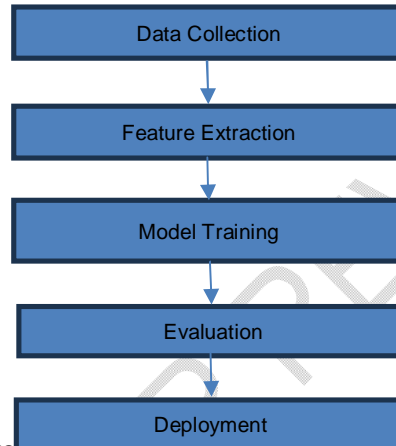 Data Collection
Feature Extraction
Model Training
Evaluation
Deployment